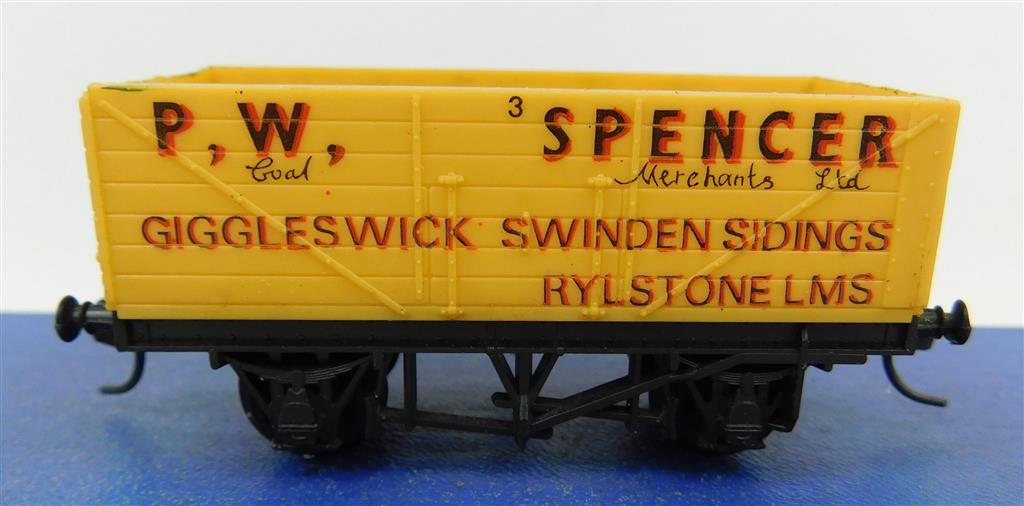 P, W, 3 SPENCER
Coal Merchants Ltd
GIGGLESWICK SWINDEN SIDINGS
RYLSTONE LMS